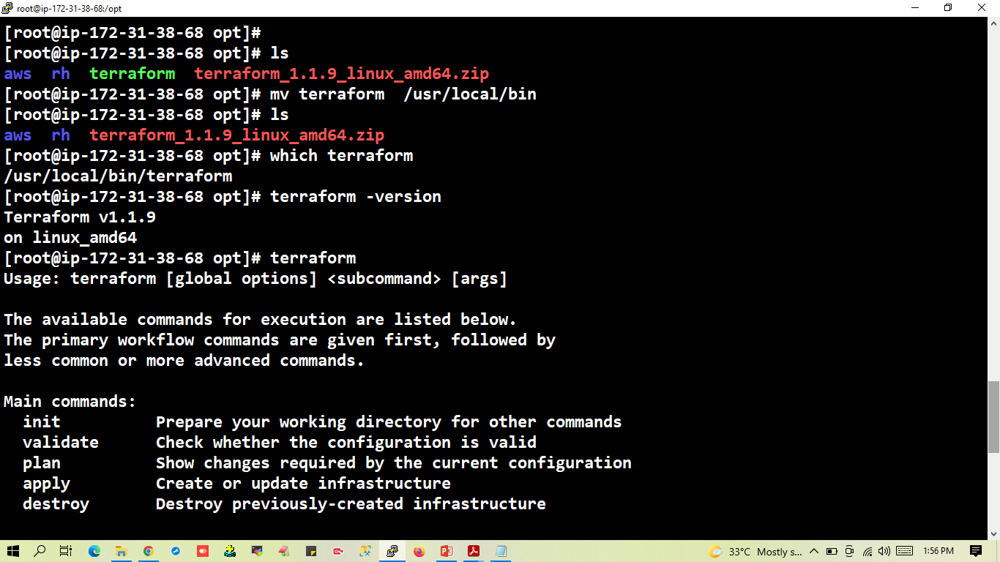 root@ip-172-31-38-68:/opt
[root@ip-172-31-38-68 opt]#
[root@ip-172-31-38-68 opt]# ls
aws  rh  terraform  terraform_1.1.9_linux_amd64.zip
[root@ip-172-31-38-68 opt]# mv terraform  /usr/local/bin
[root@ip-172-31-38-68 opt]# ls
aws  rh  terraform_1.1.9_linux_amd64.zip
[root@ip-172-31-38-68 opt]# which terraform
/usr/local/bin/terraform
[root@ip-172-31-38-68 opt]# terraform -version
Terraform v1.1.9
on linux_amd64
[root@ip-172-31-38-68 opt]# terraform
Usage: terraform [global options] <subcommand> [args]

The available commands for execution are listed below.
The primary workflow commands are given first, followed by
less common or more advanced commands.

Main commands:
  init          Prepare your working directory for other commands
  validate      Check whether the configuration is valid
  plan          Show changes required by the current configuration
  apply         Create or update infrastructure
  destroy       Destroy previously-created infrastructure
33°C  Mostly s...  1:56 PM